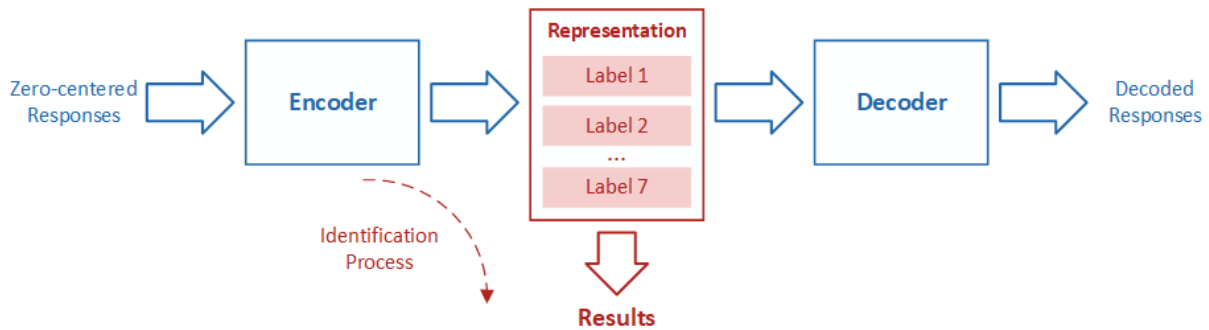 Representation
Zero-centered
Responses
Encoder
Label 1
Label 2
...
Label 7
Decoder
Decoded
Responses
Identification
Process
Results